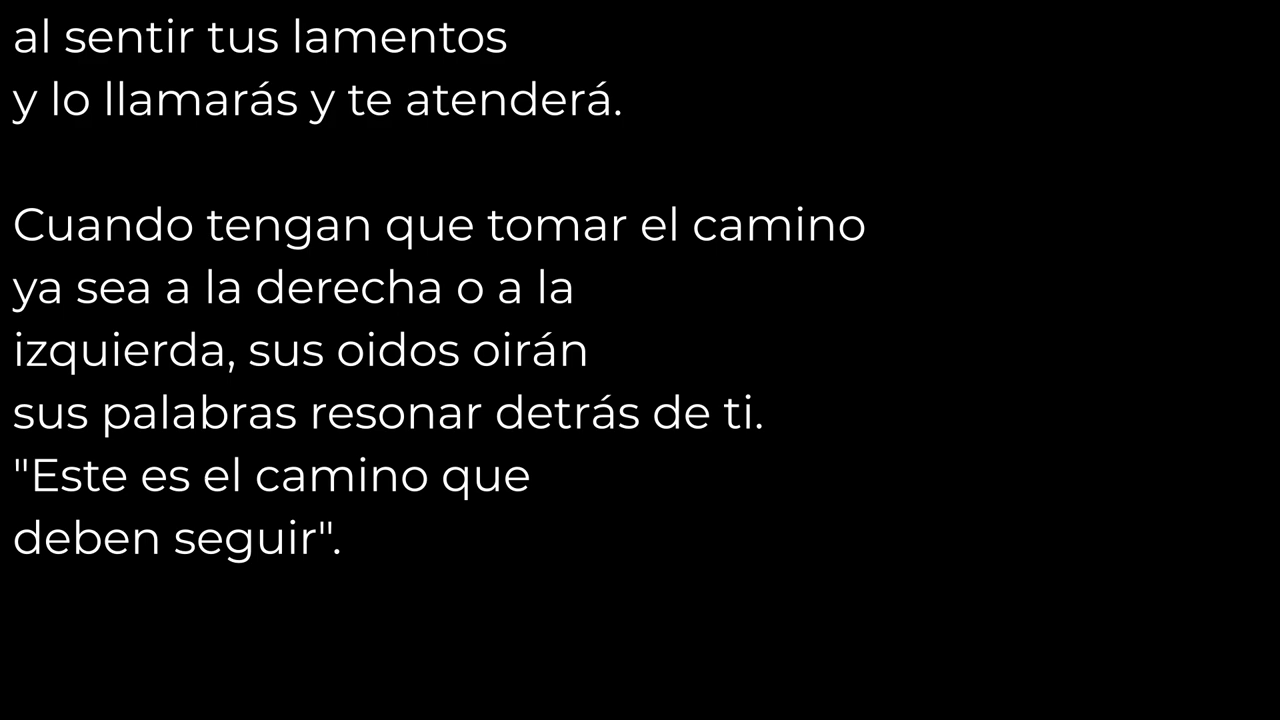 al sentir tus lamentos
y lo llamarás y te atenderá.
Cuando tengan que tomar el camino
ya sea a la derecha o a la
izquierda, sus oidos oirán
sus palabras resonar detrás de ti.
"Este es el camino que
deben seguir".